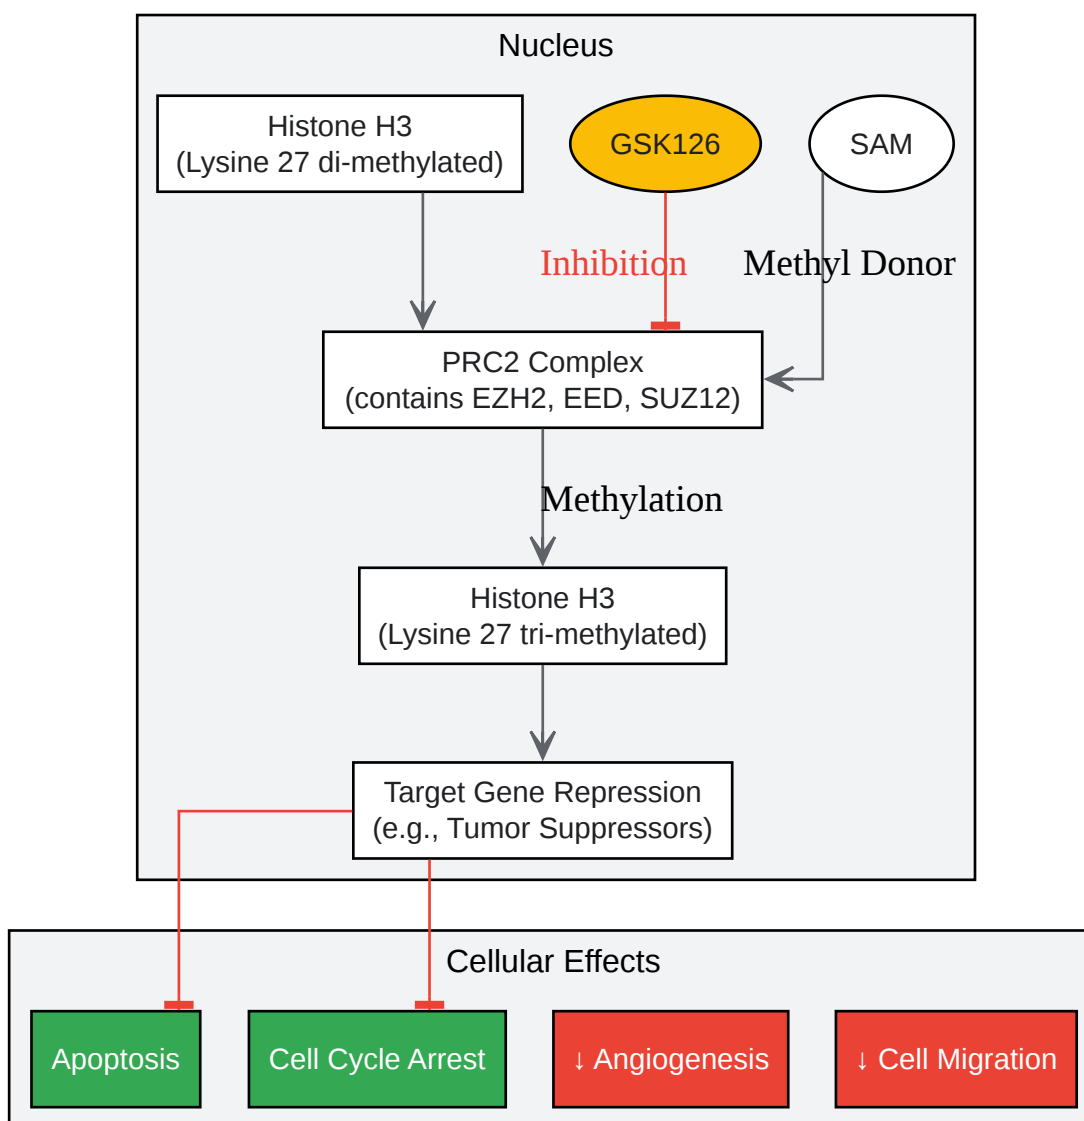 Nucleus
Histone H3
(Lysine 27 di-methylated)
GSK126
SAM
Inhibition
Methyl Donor
PRC2 Complex
(contains EZH2, EED, SUZ12)
Methylation
Histone H3
(Lysine 27 tri-methylated)
Target Gene Repression
(e.g., Tumor Suppressors)
Cellular Effects
Apoptosis
Cell Cycle Arrest
↓ Angiogenesis
↓ Cell Migration